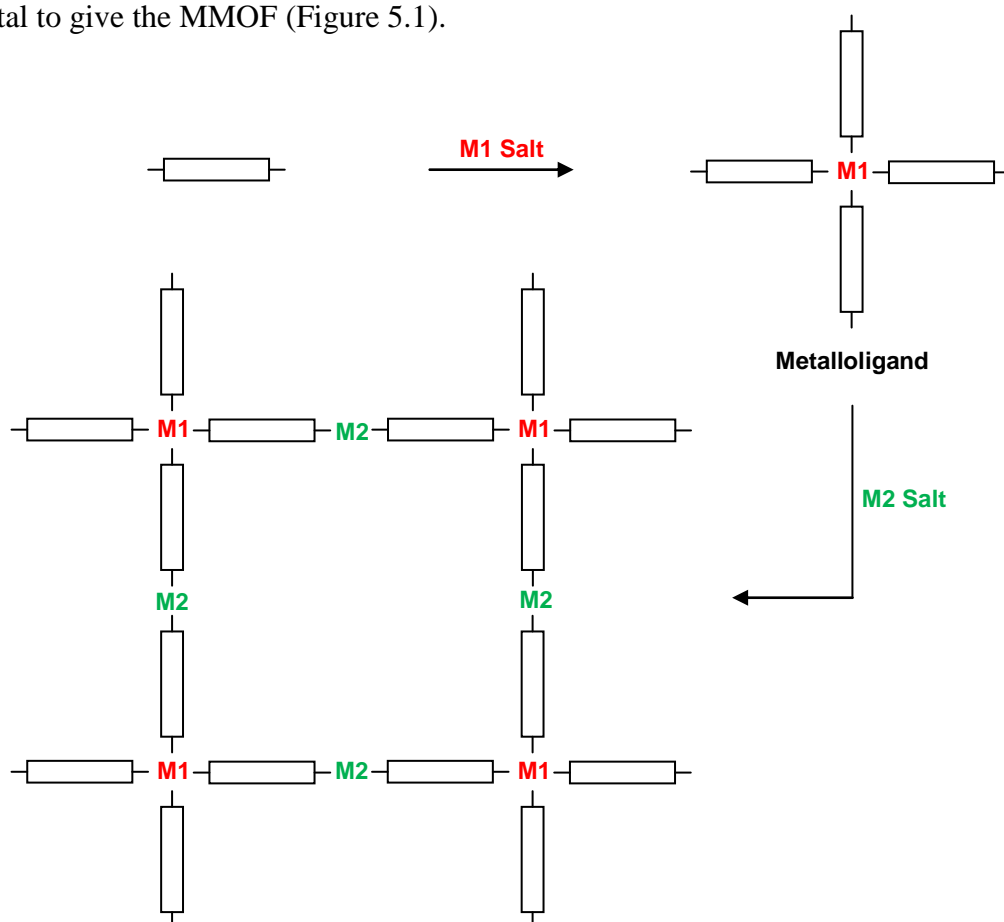 tal to give the MMOF (Figure 5.1).
M1 Salt
M1
Metalloligand
M1 M2 M1
M2 Salt
M2 M2
M1 M2 M1